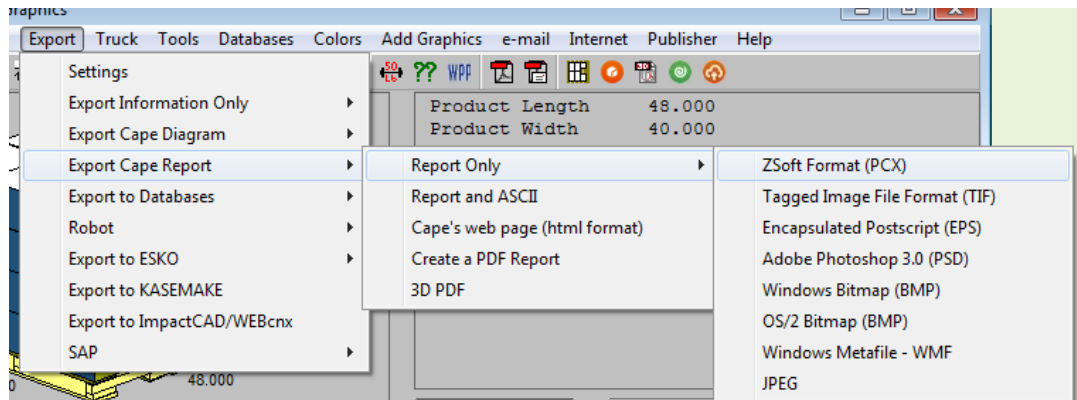 Graphics
Export Truck Tools Databases Colors Add Graphics e-mail Internet Publisher Help
Settings
50 L6 ?? WPP 3D
Export Information Only
Product Length 48.000
Export Cape Diagram
Product Width 40.000
Export Cape Report
Report Only
ZSoft Format (PCX)
Export to Databases
Report and ASCII
Tagged Image File Format (TIF)
Robot
Cape's web page (html format)
Encapsulated Postscript (EPS)
Export to ESKO
Create a PDF Report
Adobe Photoshop 3.0 (PSD)
Export to KASEMAKE
3D PDF
Windows Bitmap (BMP)
Export to ImpactCAD/WEBcnx
OS/2 Bitmap (BMP)
SAP
Windows Metafile - WMF
48.000
JPEG